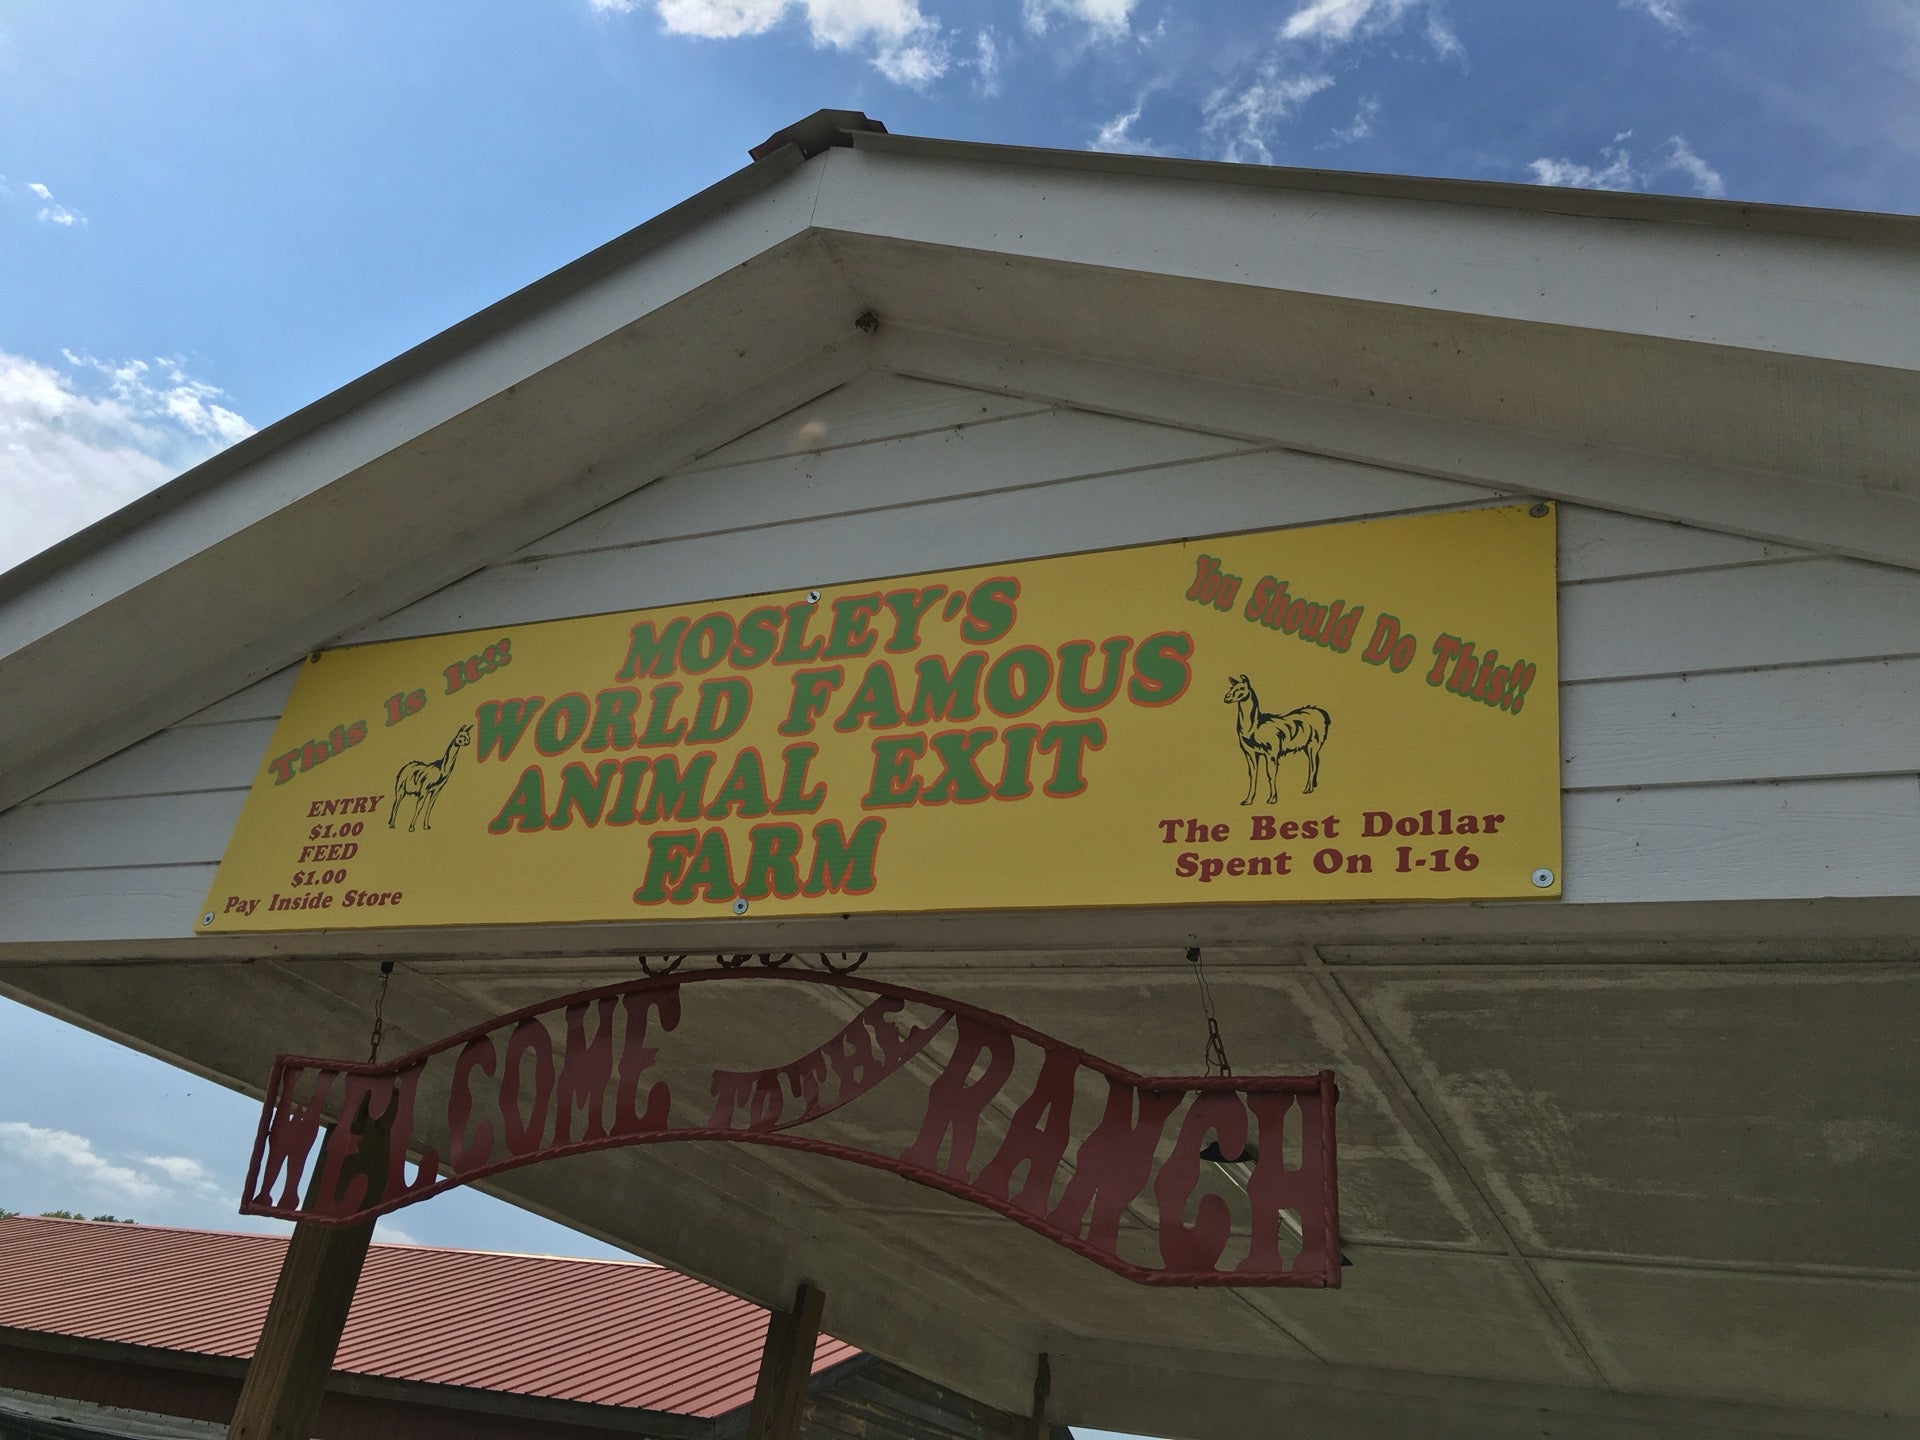 This Is It!!
MOSLEY'S
WORLD FAMOUS
ANIMAL EXIT
FARM
You Should Do This!!
ENTRY
$1.00
FEED
$1.00
Pay Inside Store
The Best Dollar
Spent On I-16
WELCOME TO THE RANCH